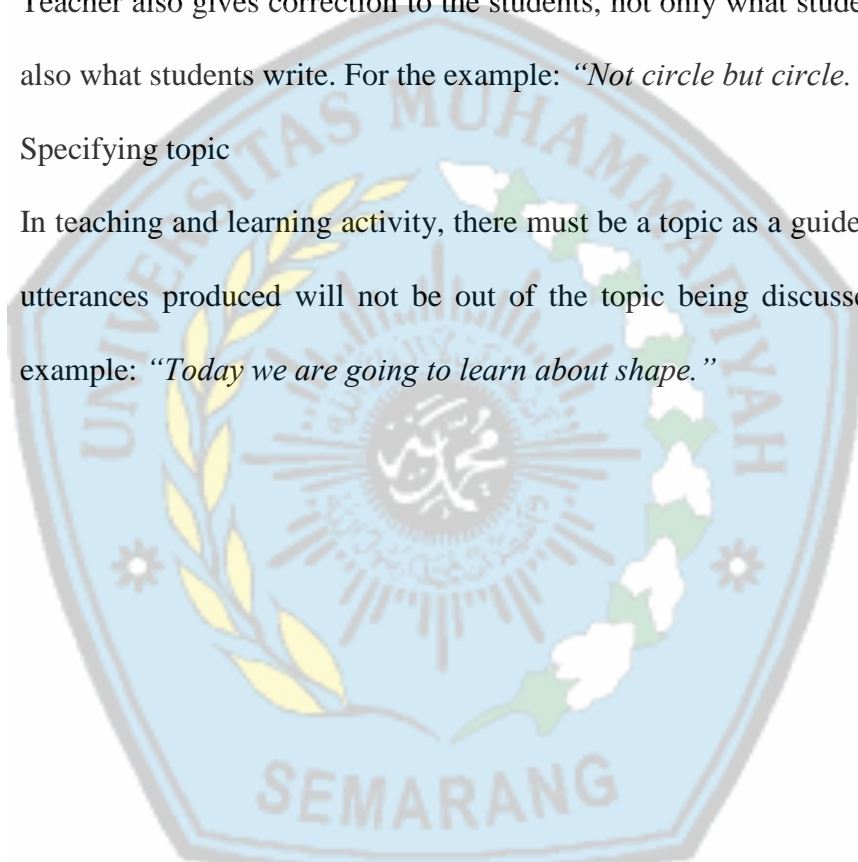 Teacher also gives correction to the students, not only what
also what students write. For the example: “Not circle but circle.”
Specifying topic
In teaching and learning activity, there must be a topic as a guide
utterances produced will not be out of the topic being
example: “Today we are going to learn about shape.”
UNIVERSITAS MUHAMMADIYAH
SEMARANG